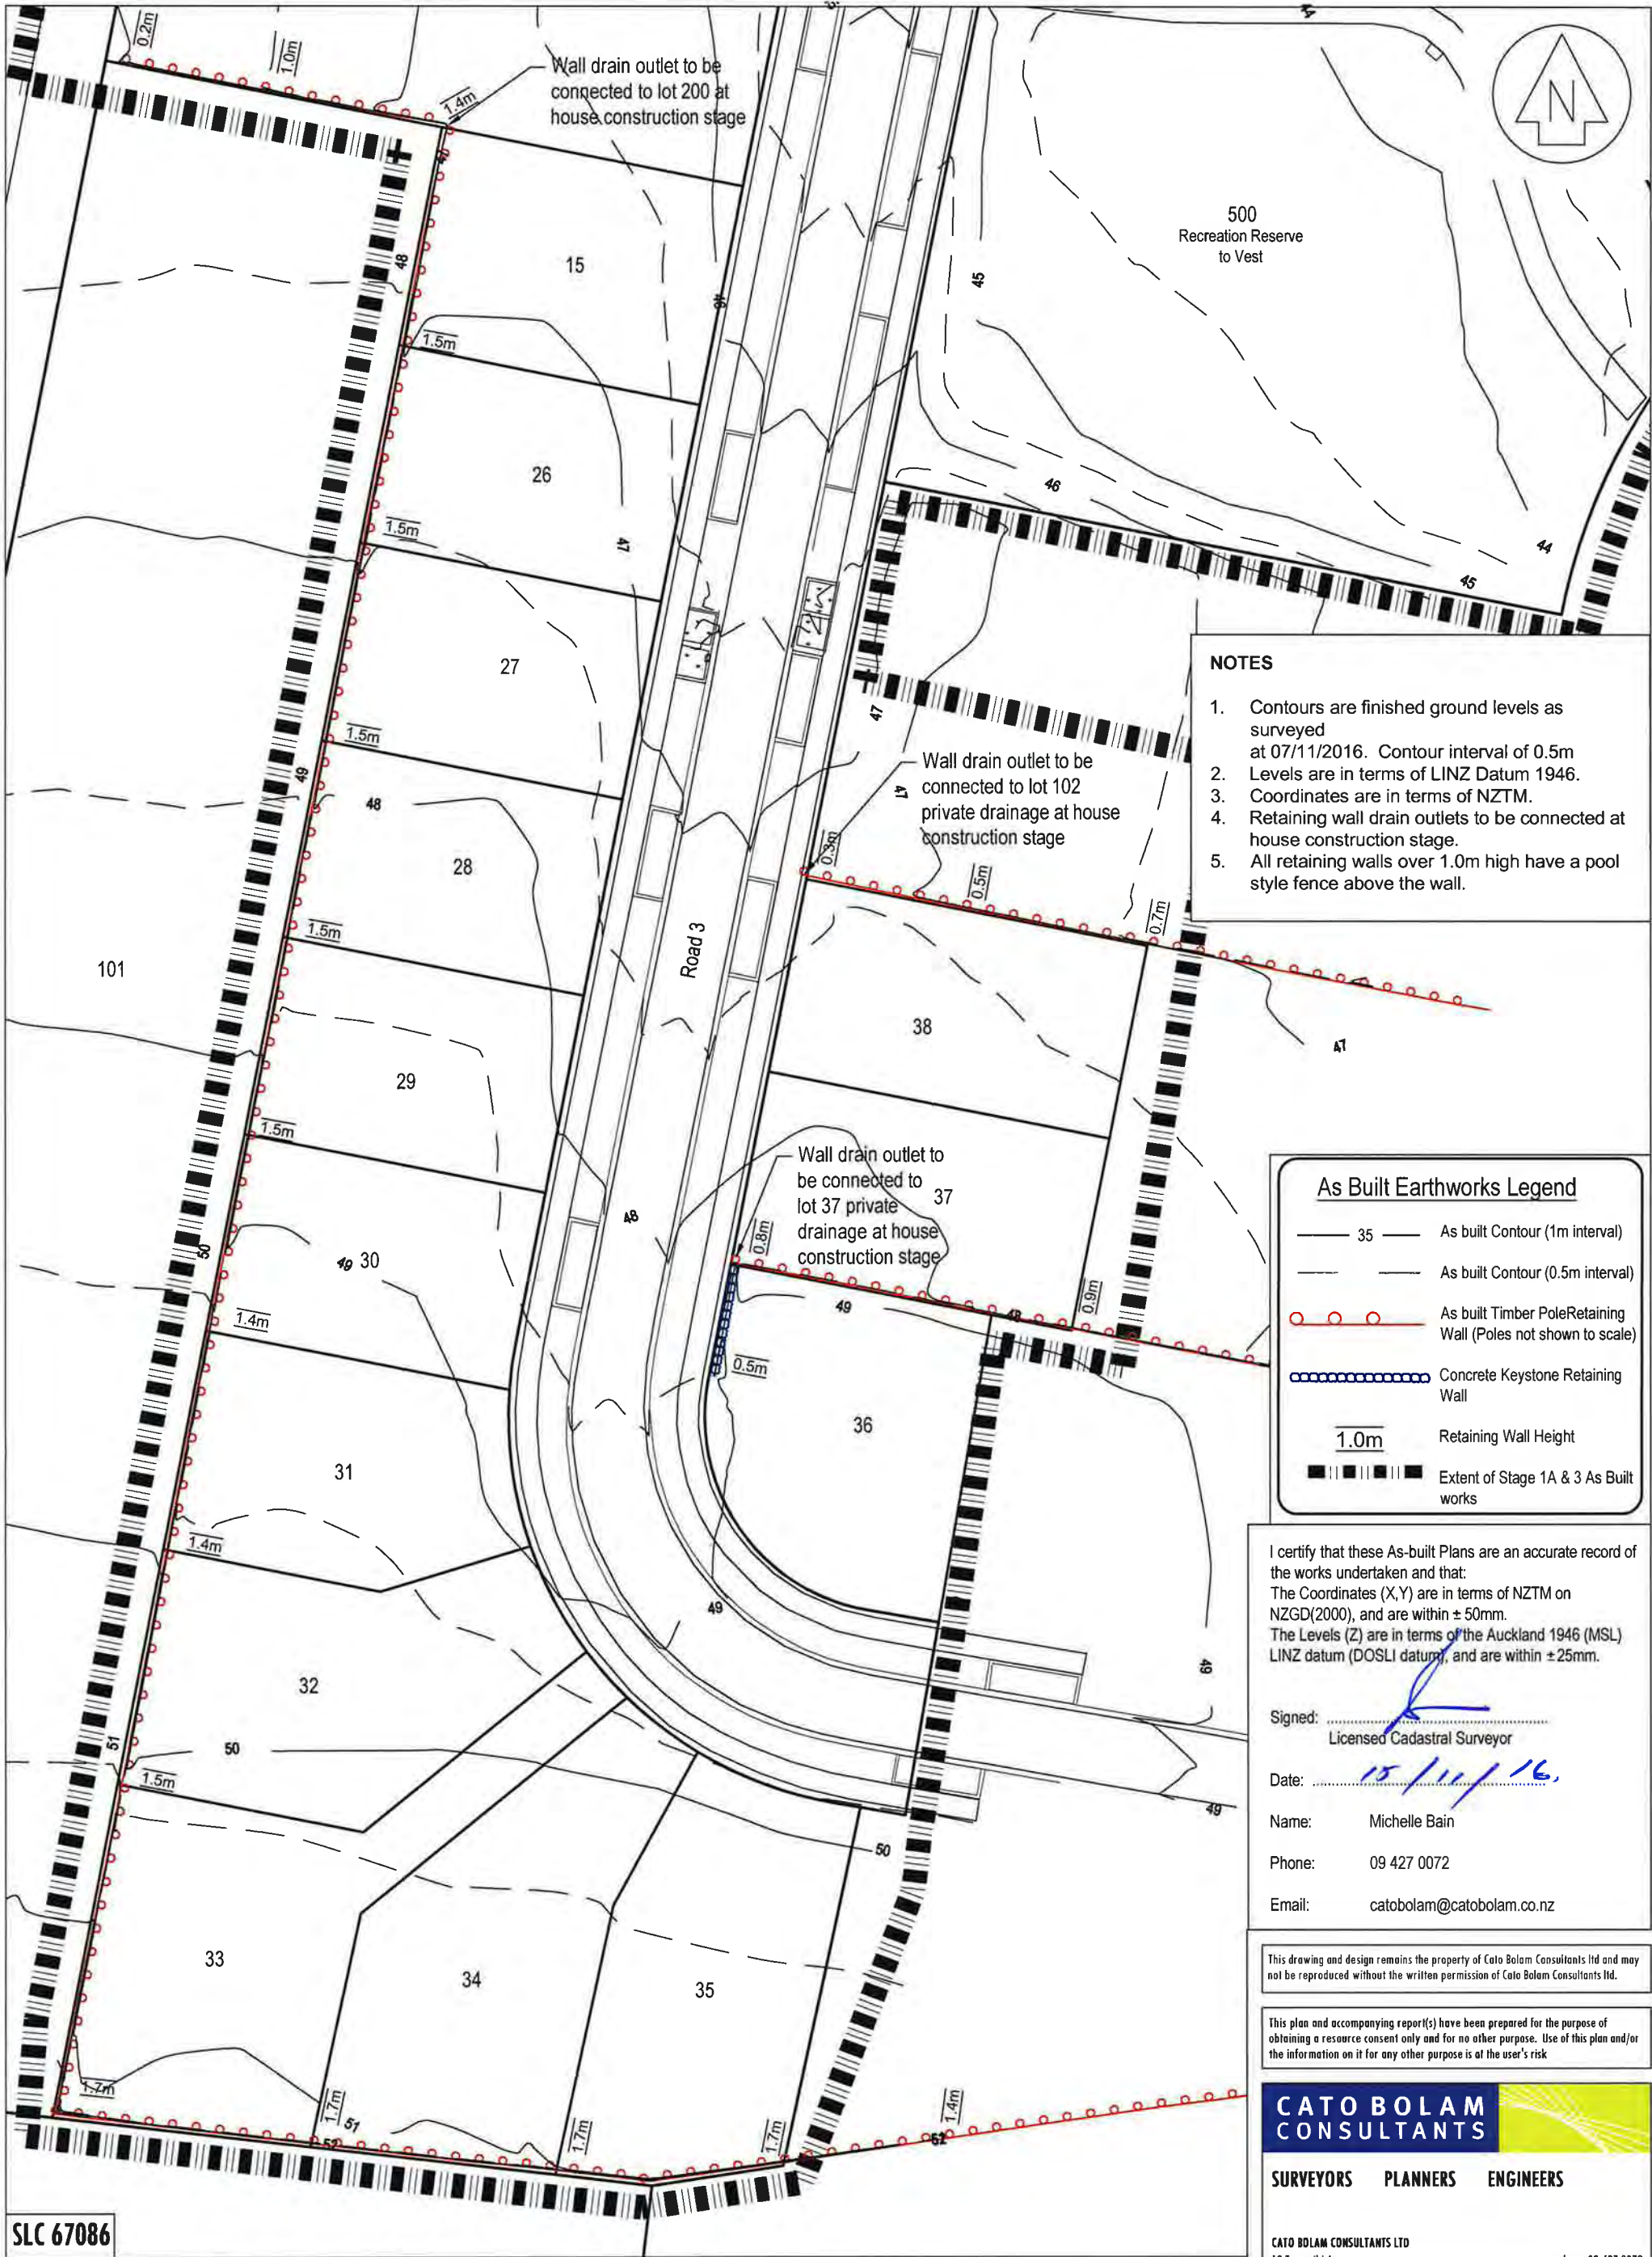 0.2m
1.0m
1.4m
Wall drain outlet to be
connected to lot 200 at
house construction stage
44
N
500
Recreation Reserve
to Vest
47
48
15
46
45
1.5m
26
47
46
44
45
1.5m
27
47
1.5m
49
48
28
NOTES
1. Contours are finished ground levels as
surveyed
at 07/11/2016. Contour interval of 0.5m
2. Levels are in terms of LINZ Datum 1946.
3. Coordinates are in terms of NZTM.
4. Retaining wall drain outlets to be connected at
house construction stage.
5. All retaining walls over 1.0m high have a pool
style fence above the wall.
Wall drain outlet to be
connected to lot 102
private drainage at house
construction stage
47
0.3m
0.5m
0.7m
1.5m
101
Road 3
38
47
29
1.5m
Wall drain outlet to
be connected to
lot 37 private
drainage at house
construction stage
37
48
0.8m
50
49 30
49
48
0.9m
1.4m
0.5m
36
31
1.4m
As Built Earthworks Legend
35 As built Contour (1m interval)
As built Contour (0.5m interval)
As built Timber PoleRetaining
Wall (Poles not shown to scale)
Concrete Keystone Retaining
Wall
1.0m Retaining Wall Height
Extent of Stage 1A & 3 As Built
works
49
49
32
51
50
1.5m
49
50
33
34
35
1.7m
1.7m
51
52
1.7m
1.7m
1.4m
52
I certify that these As-built Plans are an accurate record of
the works undertaken and that:
The Coordinates (X,Y) are in terms of NZTM on
NZGD(2000), and are within ± 50mm.
The Levels (Z) are in terms of the Auckland 1946 (MSL)
LINZ datum (DOSLI datum), and are within ±25mm.
Signed:
Licensed Cadastral Surveyor
Date: 15/11/16.
Name: Michelle Bain
Phone: 09 427 0072
Email: catobolam@catobolam.co.nz
This drawing and design remains the property of Cato Bolam Consultants ltd and may
not be reproduced without the written permission of Cato Bolam Consultants ltd.
This plan and accompanying report(s) have been prepared for the purpose of
obtaining a resource consent only and for no other purpose. Use of this plan and/or
the information on it for any other purpose is at the user's risk
CATO BOLAM
CONSULTANTS
SURVEYORS PLANNERS ENGINEERS
CATO BOLAM CONSULTANTS LTD
SLC 67086